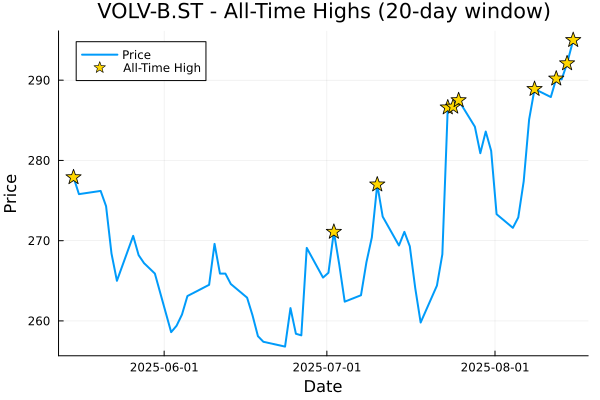 VOLV-B.ST - All-Time Highs (20-day window)
Price
All-Time High
290
280
270
260
Price
2025-06-01
2025-07-01
2025-08-01
Date